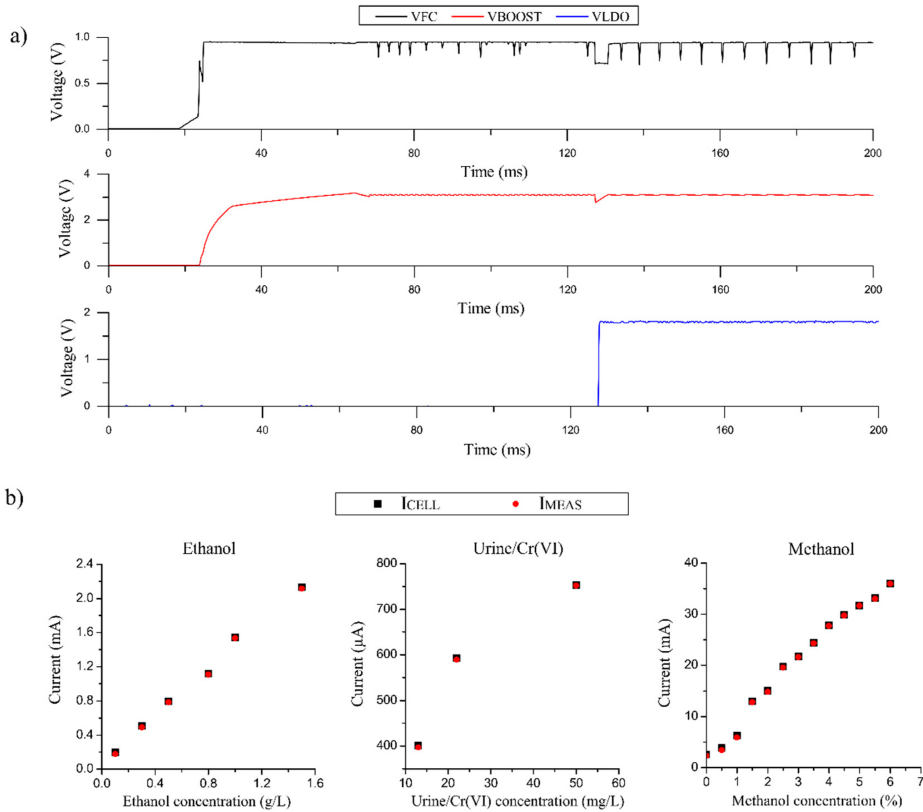 VFC VBOOST VLDO
a)
Voltage (V)
1.0
0.5
0.0
0 40 80 120 160 200
Time (ms)
Voltage (V)
4
2
0
0 40 80 120 160 200
Time (ms)
Voltage (V)
2
1
0
0 40 80 120 160 200
Time (ms)
b)
ICELL IMEAS
Ethanol
Current (mA)
2.4
2.0
1.6
1.2
0.8
0.4
0.0
0.0 0.4 0.8 1.2 1.6
Ethanol concentration (g/L)
Urine/Cr(VI)
Current (µA)
800
700
600
500
400
10 20 30 40 50 60
Urine/Cr(VI) concentration (mg/L)
Methanol
Current (mA)
40
30
20
10
0
0 1 2 3 4 5 6 7
Methanol concentration (%)